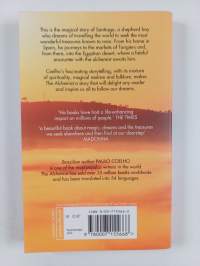 This is the magical story of Santiago, a shepherd boy
who dreams of travelling the world to seek the most
wonderful treasures known to man. From his home in
Spain, he journeys to the markets of Tangiers and,
from there, into the Egyptian desert, where a fateful
encounter with the alchemist awaits him.
Coelho's fascinating storytelling, with its mixture
of spirituality, magical realism and folklore, makes
The Alchemist a story that will delight any reader
and inspire us all to follow our dreams.
'His books have had a life-enhancing
impact on millions of people.' THE TIMES
'A beautiful book about magic, dreams and the treasures
we seek elsewhere and then find at our doorstep'
MADONNA
Brazilian author PAULO COELHO
is one of the most popular writers in the world.
The Alchemist has sold over 35 million books worldwide
and has been translated into 54 languages.